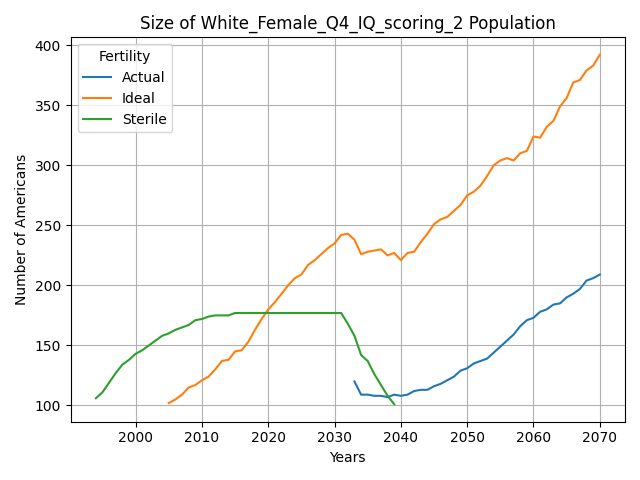 Size of White_Female_Q4_IQ_scoring_2 Population
Fertility
Actual
Ideal
Sterile
Number of Americans
400
350
300
250
200
150
100
2000 2010 2020 2030 2040 2050 2060 2070
Years